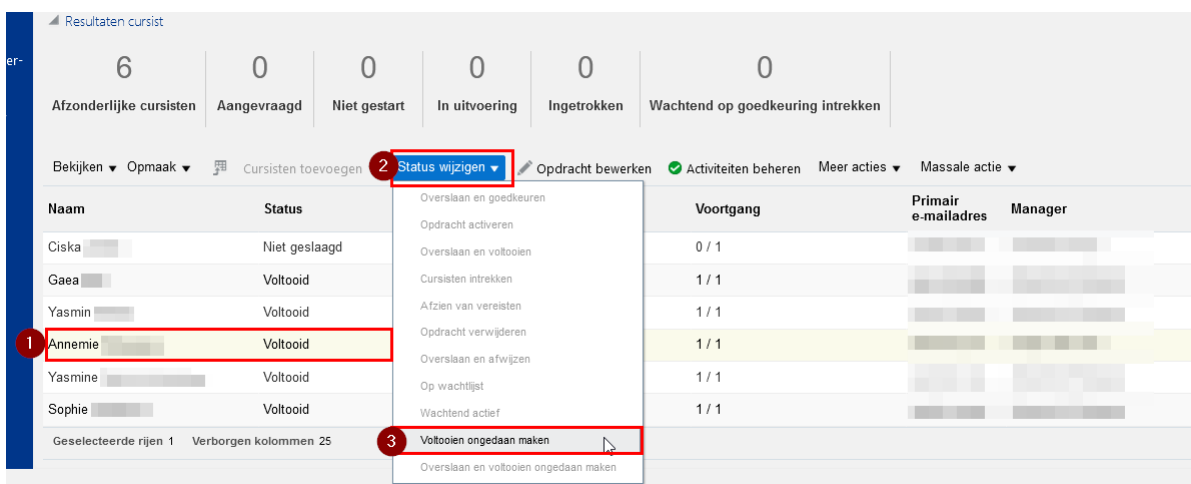 Resultaten cursist
er-
6 0 0 0 0 0
Afzonderlijke cursisten Aangevraagd Niet gestart In uitvoering Ingetrokken Wachtend op goedkeuring intrekken
Bekijken Opmaak Cursisten toevoegen 2 Status wijzigen Opdracht bewerken Activiteiten beheren Meer acties Massale actie
Naam Status Voortgang Primair e-mailadres Manager
Overslaan en goedkeuren
Opdracht activeren
Ciska Niet geslaagd 0 / 1
Overslaan en voltooien
Gaea Voltooid 1 / 1
Cursisten intrekken
Yasmin Voltooid 1 / 1
Afzien van vereisten
Opdracht verwijderen
1 Annemie Voltooid 1 / 1
Overslaan en afwijzen
Yasmine Voltooid 1 / 1
Op wachtlijst
Sophie Voltooid 1 / 1
Wachtend actief
Geselecteerde rijen 1 Verborgen kolommen 25 3 Voltooien ongedaan maken
Overslaan en voltooien ongedaan maken